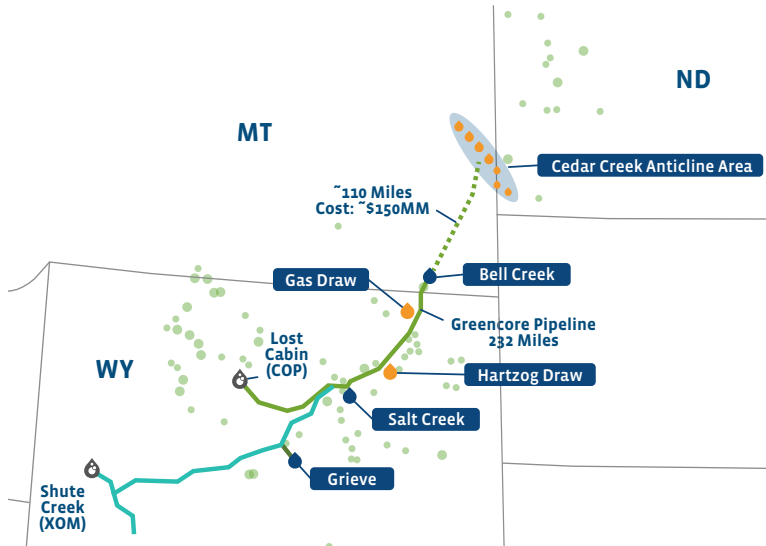 ND
MT
Cedar Creek Anticline Area
~110 Miles
Cost: ~$150MM
Bell Creek
Gas Draw
Greencore Pipeline
232 Miles
Lost
Cabin
(COP)
WY
Hartzog Draw
Salt Creek
Grieve
Shute
Creek
(XOM)